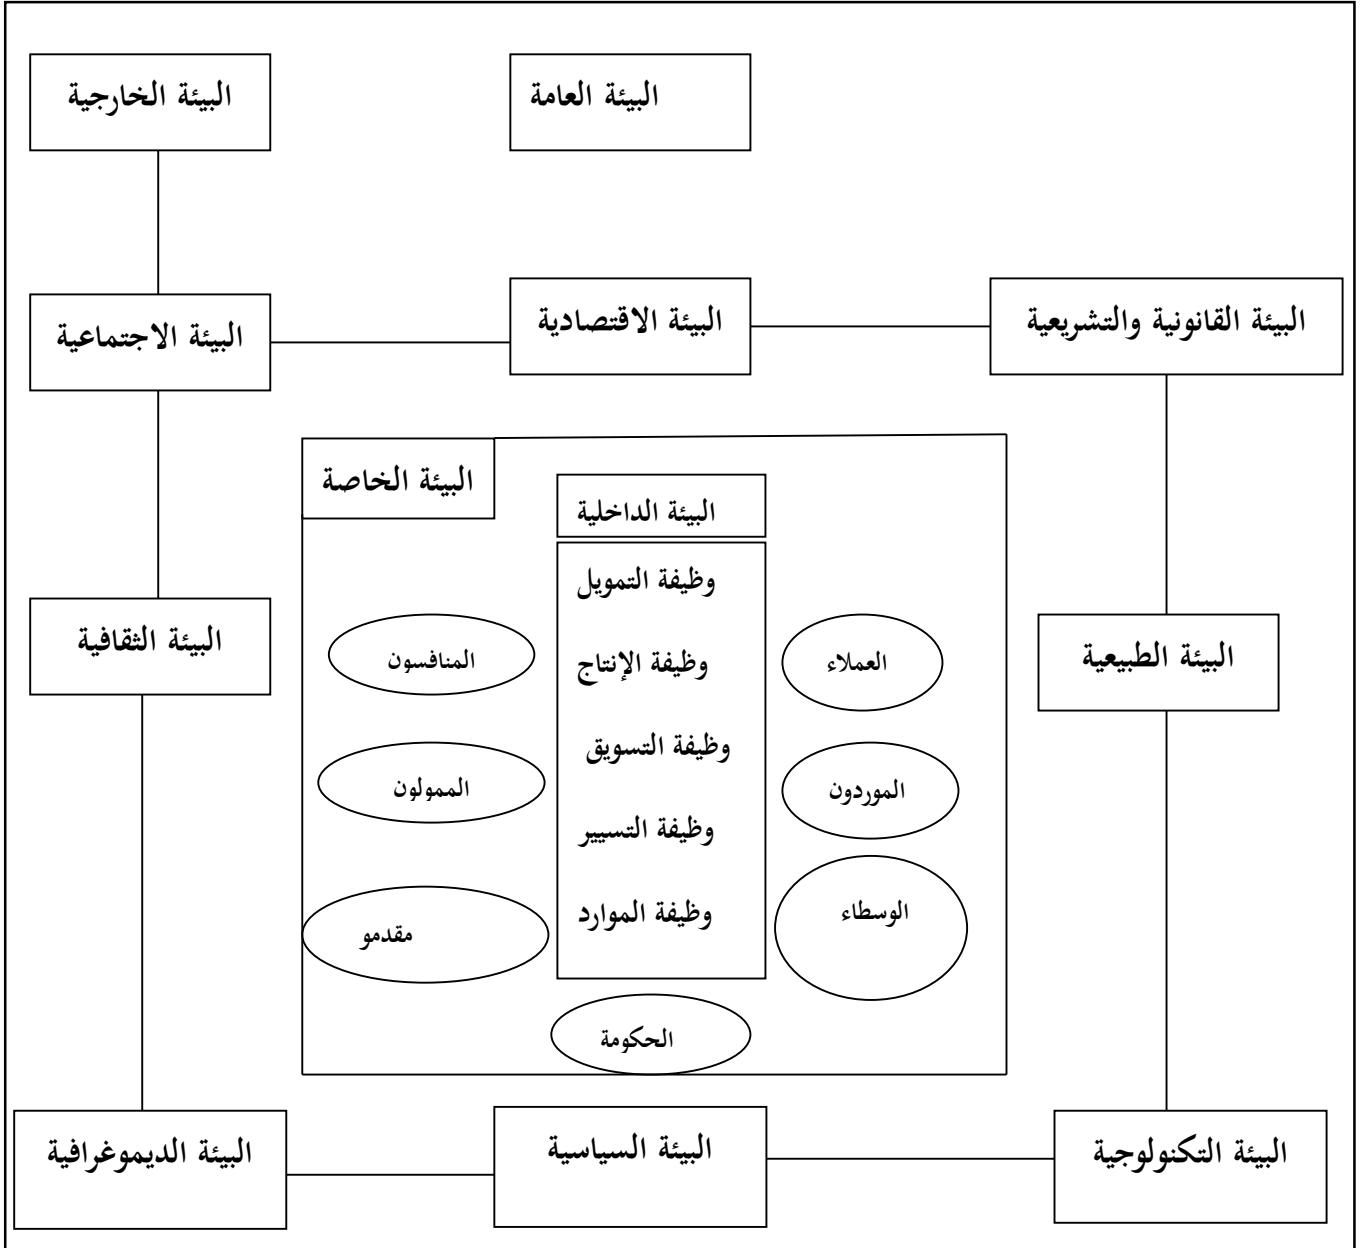 البيئة العامة
البيئة الخارجية
البيئة القانونية والتشريعية
البيئة الاقتصادية
البيئة الاجتماعية
البيئة الخاصة
البيئة الداخلية
وظيفة التمويل
وظيفة الإنتاج
وظيفة التسويق
وظيفة التسيير
وظيفة الموارد
العملاء
الموردون
الوسطاء
المنافسون
الممولون
مقدمو
الحكومة
البيئة الطبيعية
البيئة الثقافية
البيئة التكنولوجية
البيئة السياسية
البيئة الديموغرافية